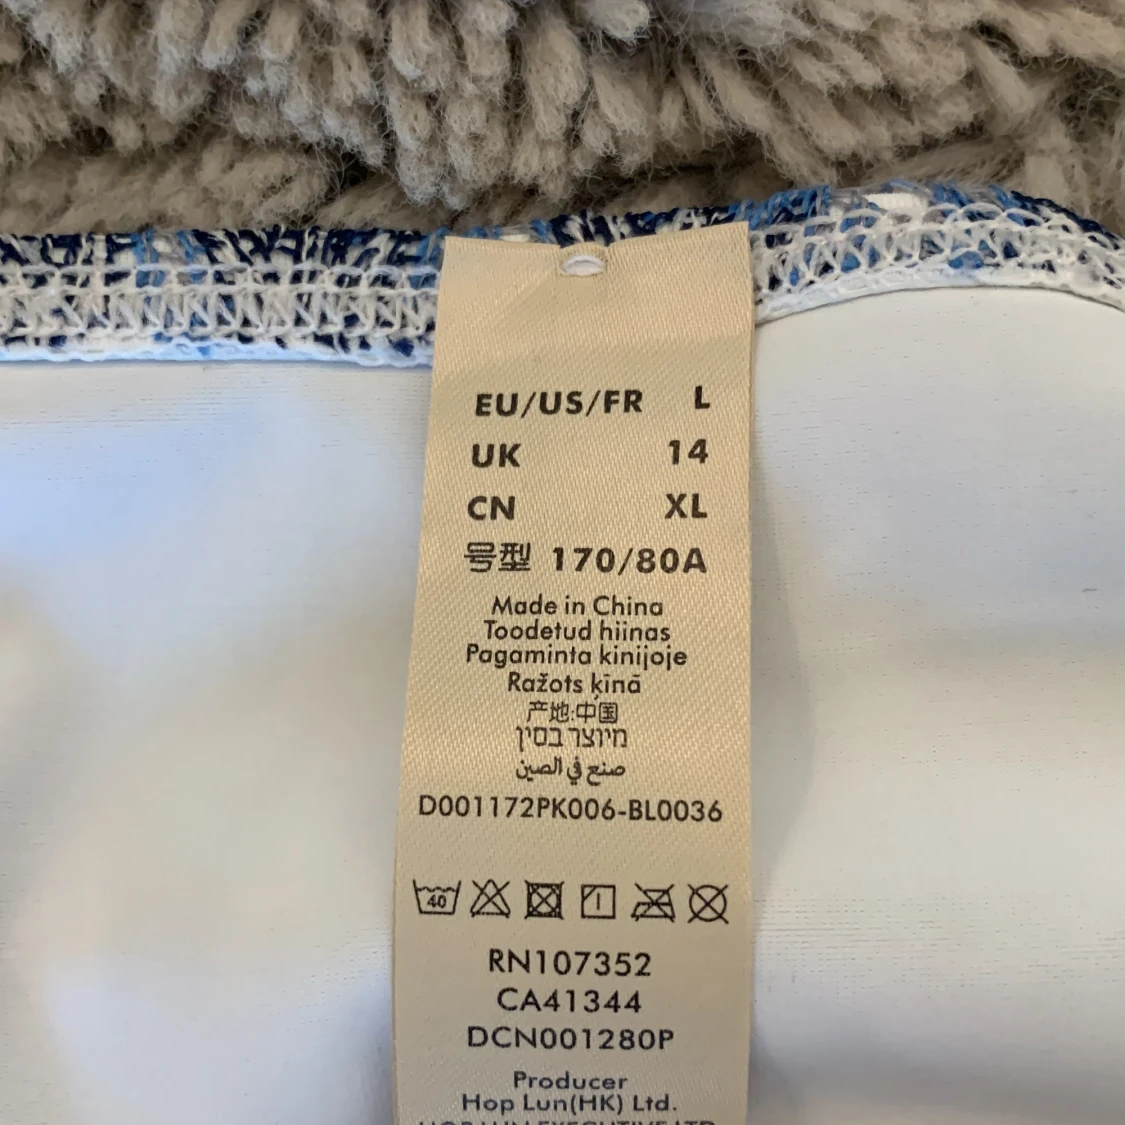 EU/US/FR L
UK 14
CN XL
号型 170/80A
Made in China
Toodetud hiinas
Pagaminta kinijoje
Ražots ķīnā
产地:中国
מיוצר בסין
صنع في الصين
D001172PK006-BL0036
40
RN107352
CA41344
DCN001280P
Producer
Hop Lun(HK) Ltd.